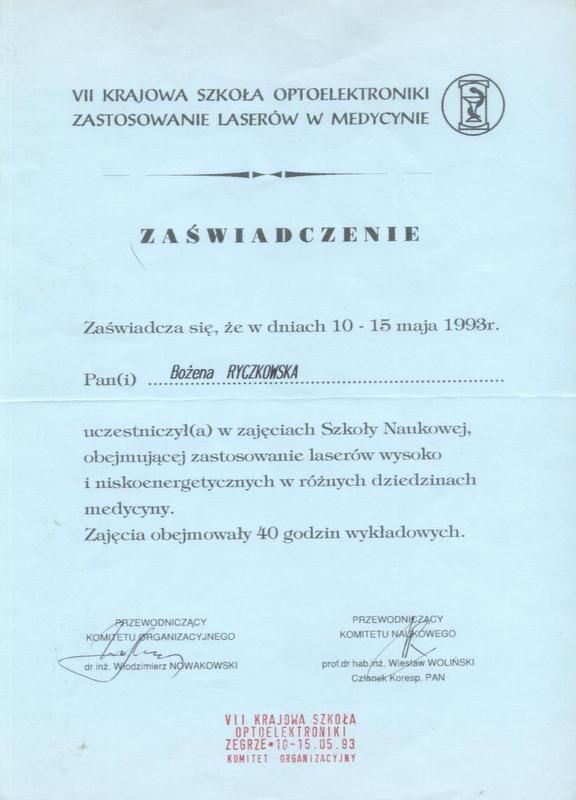 VII KRAJOWA SZKOŁA OPTOELEKTRONIKI
ZASTOSOWANIE LASERÓW W MEDYCYNIE
ZAŚWIADCZENIE
Zaświadcza się, że w dniach 10 - 15 maja 1993r.
Pan(i) Bożena RYCZKOWSKA
uczestniczył(a) w zajęciach Szkoły Naukowej,
obejmującej zastosowanie laserów wysoko
i niskoenergetycznych w różnych dziedzinach
medycyny.
Zajęcia obejmowały 40 godzin wykładowych.
PRZEWODNICZĄCY
KOMITETU ORGANIZACYJNEGO
dr inż. Włodzimierz NOWAKOWSKI
PRZEWODNICZĄCY
KOMITETU NAUKOWEGO
prof.dr hab.inż. Wiesław WOLIŃSKI
Członek Koresp. PAN
VII KRAJOWA SZKOŁA
OPTOELEKTRONIKI
ZEGRZE*10-15.05.93
KOMITET ORGANIZACYJNY